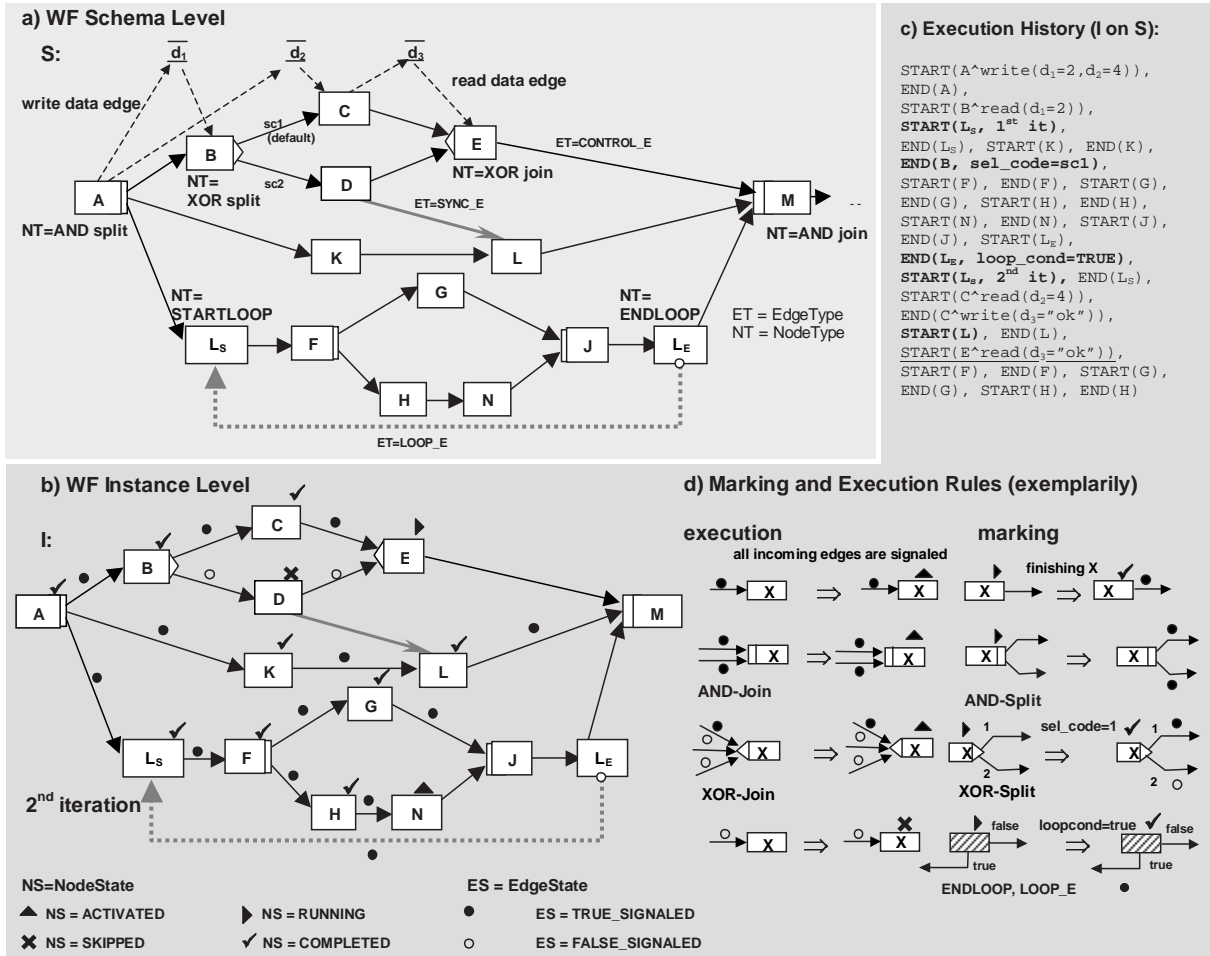 a) WF Schema Level
S:
d1
d2
d3
write data edge
read data edge
C
sc1
(default)
B
E
ET=CONTROL_E
NT=
XOR split
sc2
D
NT=XOR join
A
ET=SYNC_E
M
..
NT=AND split
NT=AND join
K
L
G
NT=
STARTLOOP
NT=
ENDLOOP
ET = EdgeType
NT = NodeType
LS
F
J
LE
H
N
ET=LOOP_E
c) Execution History (I on S):
START(A^write(d1=2,d2=4)),
END(A),
START(B^read(d1=2)),
START(LS, 1st it),
END(LS), START(K), END(K),
END(B, sel_code=sc1),
START(F), END(F), START(G),
END(G), START(H), END(H),
START(N), END(N), START(J),
END(J), START(LE),
END(LE, loop_cond=TRUE),
START(LS, 2nd it), END(LS),
START(C^read(d2=4)),
END(C^write(d3="ok")),
START(L), END(L),
START(E^read(d3="ok")),
START(F), END(F), START(G),
END(G), START(H), END(H)
b) WF Instance Level
I:
C
B
E
D
A
M
K
L
G
LS
F
J
LE
2nd iteration
H
N
NS=NodeState
ES = EdgeState
NS = ACTIVATED
NS = RUNNING
ES = TRUE_SIGNALED
NS = SKIPPED
NS = COMPLETED
ES = FALSE_SIGNALED
d) Marking and Execution Rules (exemplarily)
execution
marking
all incoming edges are signaled
X
X
finishing X
X
X
X
X
X
X
AND-Join
AND-Split
X
X
X
1
2
sel_code=1
X
1
2
XOR-Join
XOR-Split
X
X
X
false
true
loopcond=true
X
false
true
ENDLOOP, LOOP_E